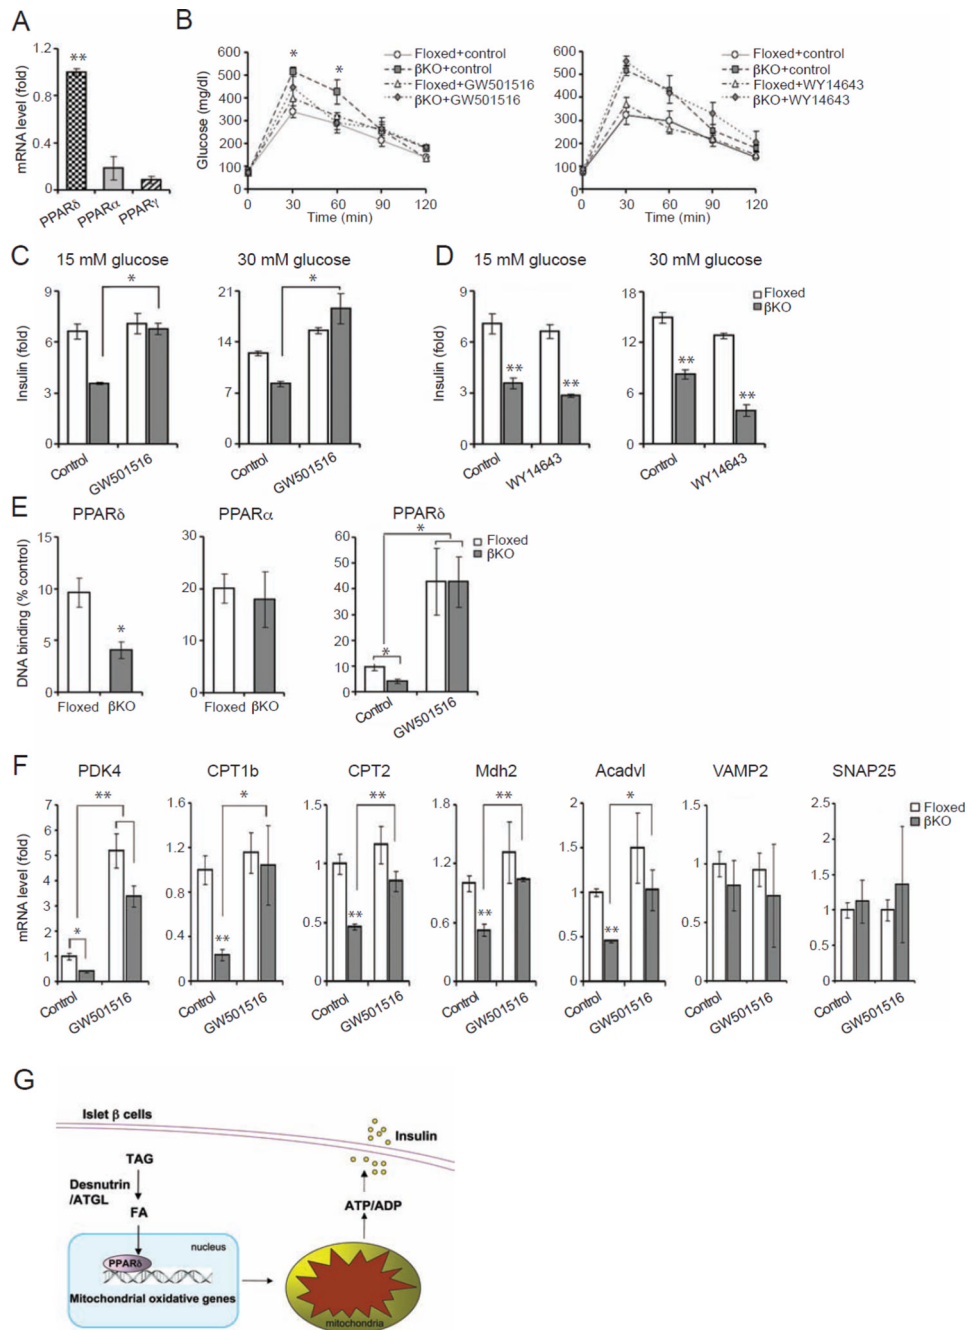 A
mRNA level (fold)
1.2
0.8
0.4
0
**
PPARδ
PPARα
PPARγ
B
Glucose (mg/dl)
600
500
400
300
200
100
0
*
*
Floxed+control
βKO+control
Floxed+GW501516
βKO+GW501516
0 30 60 90 120
Time (min)
600
500
400
300
200
100
0
Floxed+control
βKO+control
Floxed+WY14643
βKO+WY14643
0 30 60 90 120
Time (min)
C
15 mM glucose
Insulin (fold)
9
6
3
0
*
Control
GW501516
30 mM glucose
21
14
7
0
*
Control
GW501516
D
15 mM glucose
Insulin (fold)
9
6
3
0
**
**
Control
WY14643
30 mM glucose
18
12
6
0
**
**
Control
WY14643
Floxed
βKO
E
PPARδ
DNA binding (% control)
15
10
5
0
*
Floxed βKO
PPARα
30
20
10
0
Floxed βKO
PPARδ
60
50
40
30
20
10
0
*
*
Control
GW501516
Floxed
βKO
F
PDK4
mRNA level (fold)
7
6
5
4
3
2
1
0
**
*
Control
GW501516
CPT1b
1.6
1.2
0.8
0.4
0
*
**
Control
GW501516
CPT2
1.5
1
0.5
0
**
**
Control
GW501516
Mdh2
1.8
1.2
0.6
0
**
**
Control
GW501516
Acadvl
2
1.5
1
0.5
0
*
**
Control
GW501516
VAMP2
1.5
1
0.5
0
Control
GW501516
SNAP25
2.5
2
1.5
1
0.5
0
Control
GW501516
Floxed
βKO
G
Islet β cells
Insulin
TAG
Desnutrin
/ATGL
FA
ATP/ADP
nucleus
PPARδ
Mitochondrial oxidative genes
mitochondria